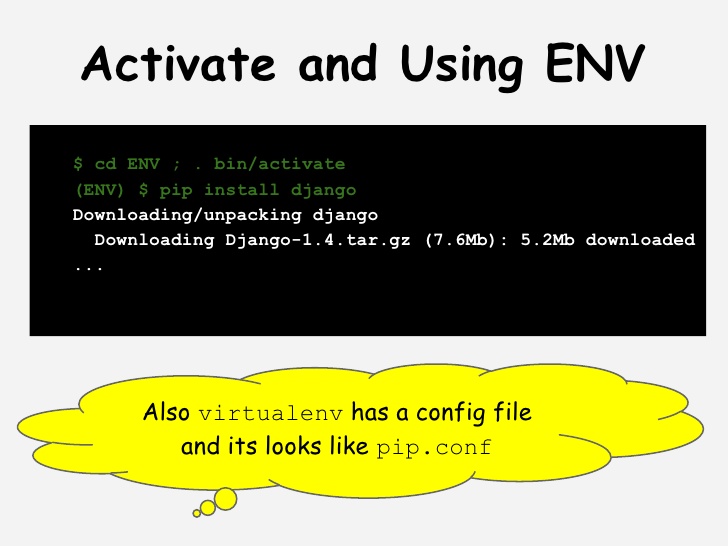 Activate and Using ENV
$ cd ENV ; . bin/activate
(ENV) $ pip install django
Downloading/unpacking django
Downloading Django-1.4.tar.gz (7.6Mb): 5.2Mb downloaded
...
Also virtualenv has a config file
and its looks like pip.conf